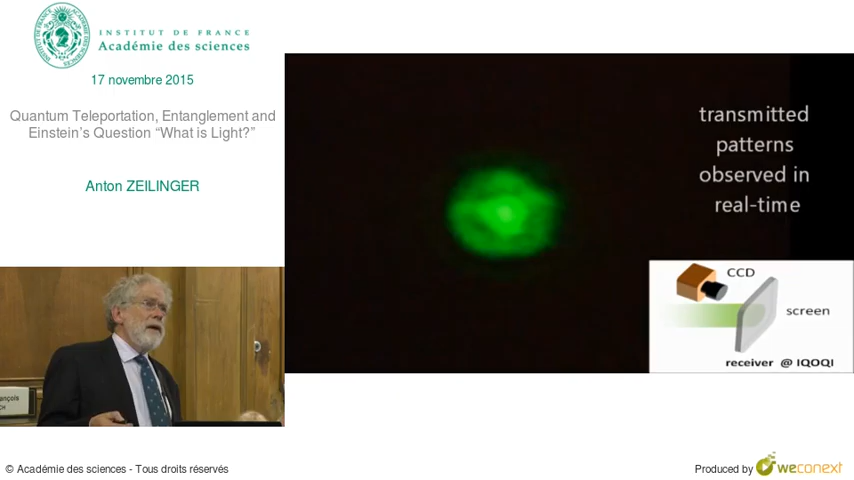 INSTITUT DE FRANCE
Académie des sciences
17 novembre 2015
Quantum Teleportation, Entanglement and
Einstein's Question “What is Light?”
Anton ZEILINGER
transmitted
patterns
observed in
real-time
CCD
screen
receiver @ IQOQI
ançois
CH
© Académie des sciences - Tous droits réservés
Produced by weconext